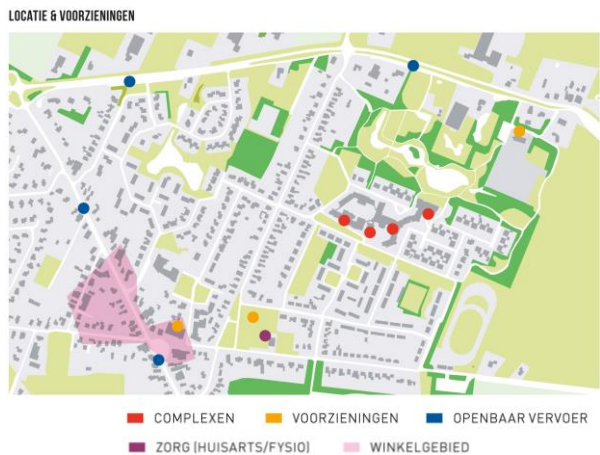 LOCATIE & VOORZIENINGEN
COMPLEXEN VOORZIENINGEN OPENBAAR VERVOER
ZORG (HUISARTS/FYSIO) WINKELGEBIED